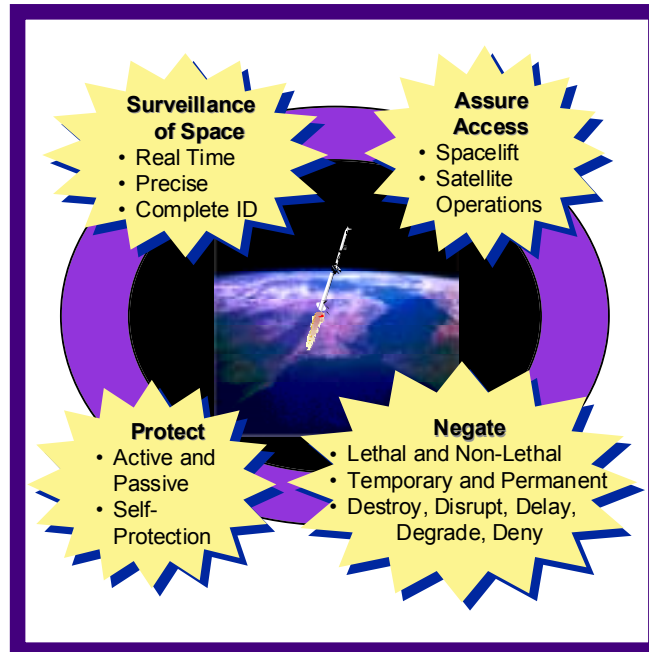 Surveillance
of Space
• Real Time
• Precise
• Complete ID
Assure
Access
• Spacelift
• Satellite
Operations
Protect
• Active and
Passive
• Self-
Protection
Negate
• Lethal and Non-Lethal
• Temporary and Permanent
• Destroy, Disrupt, Delay,
Degrade, Deny